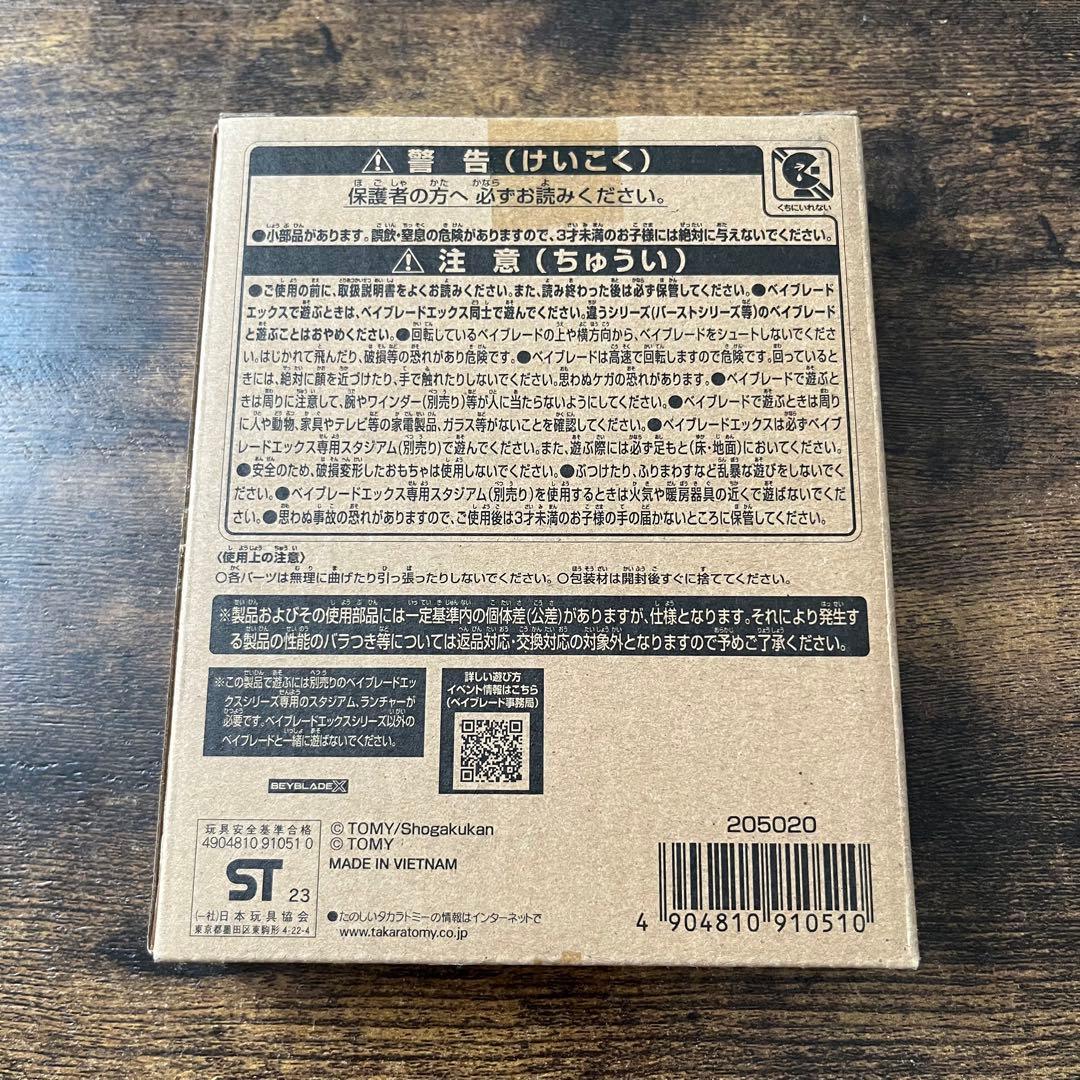 ⚠ 警告(けいこく)
保護者の方へ 必ずお読みください。
くちにいれない
●小部品があります。誤飲・窒息の危険がありますので、3才未満のお子様には絶対に与えないでください。
⚠ 注意(ちゅうい)
●ご使用の前に、取扱説明書をよくお読みください。また、読み終わった後は必ず保管してください。●ベイブレード
エックスで遊ぶときは、ベイブレードエックス同士で遊んでください。違うシリーズ(バーストシリーズ等)のベイブレード
と遊ぶことはおやめください。●回転しているベイブレードの上や横方向から、ベイブレードをシュートしないでくださ
い。はじかれて飛んだり、破損等の恐れがあり危険です。●ベイブレードは高速で回転しますので危険です。回っていると
きには、絶対に顔を近づけたり、手で触れたりしないでください。思わぬケガの恐れがあります。●ベイブレードで遊ぶと
きは周りに注意して、腕やワインダー(別売り)等が人に当たらないようにしてください。●ベイブレードで遊ぶときは周り
に人や動物、家具やテレビ等の家電製品、ガラス等がないことを確認してください。●ベイブレードエックスは必ずベイブ
レードエックス専用スタジアム(別売り)で遊んでください。また、遊ぶ際には必ず足もと(床・地面)においてください。
●安全のため、破損変形したおもちゃは使用しないでください。●ぶつけたり、ふりまわすなど乱暴な遊びをしないでく
ださい。●ベイブレードエックス専用スタジアム(別売り)を使用するときは火気や暖房器具の近くで遊ばないでくださ
い。●思わぬ事故の恐れがありますので、ご使用後は3才未満のお子様の手の届かないところに保管してください。
〈使用上の注意〉
○各パーツは無理に曲げたり引っ張ったりしないでください。○包装材は開封後すぐに捨ててください。
※製品およびその使用部品には一定基準内の個体差(公差)がありますが、仕様となります。それにより発生す
る製品の性能のバラつき等については返品対応・交換対応の対象外となりますので予めご了承ください。
※この製品で遊ぶには別売りのベイブレードエッ
クスシリーズ専用のスタジアム、ランチャーが
必要です。ベイブレードエックスシリーズ以外の
ベイブレードと一緒に遊ばないでください。
詳しい遊び方
イベント情報はこちら
(ベイブレード事務局)
BEYBLADE X
玩具安全基準合格
4904810 91051 0
ST 23
(一社)日本玩具協会
東京都墨田区東駒形 4-22-4
© TOMY/Shogakukan
© TOMY
MADE IN VIETNAM
●たのしいタカラトミーの情報はインターネットで
www.takaratomy.co.jp
205020
4 904810 910510